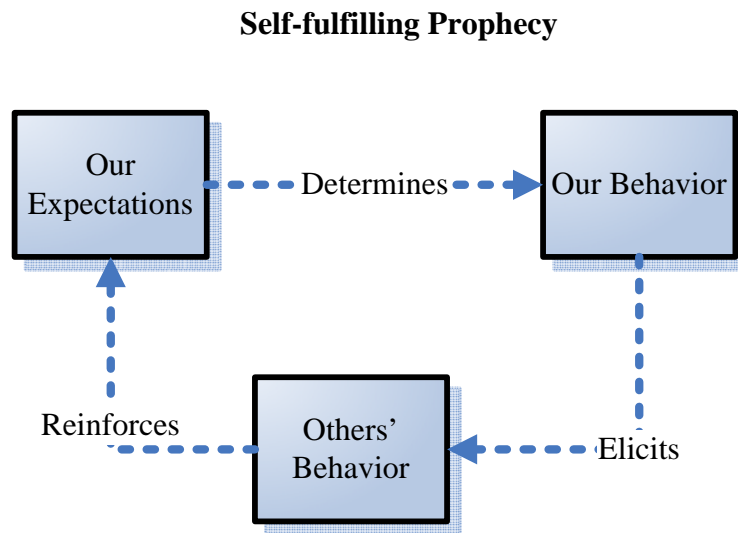 Self-fulfilling Prophecy
Our
Expectations
Determines
Our Behavior
Reinforces
Others’
Behavior
Elicits